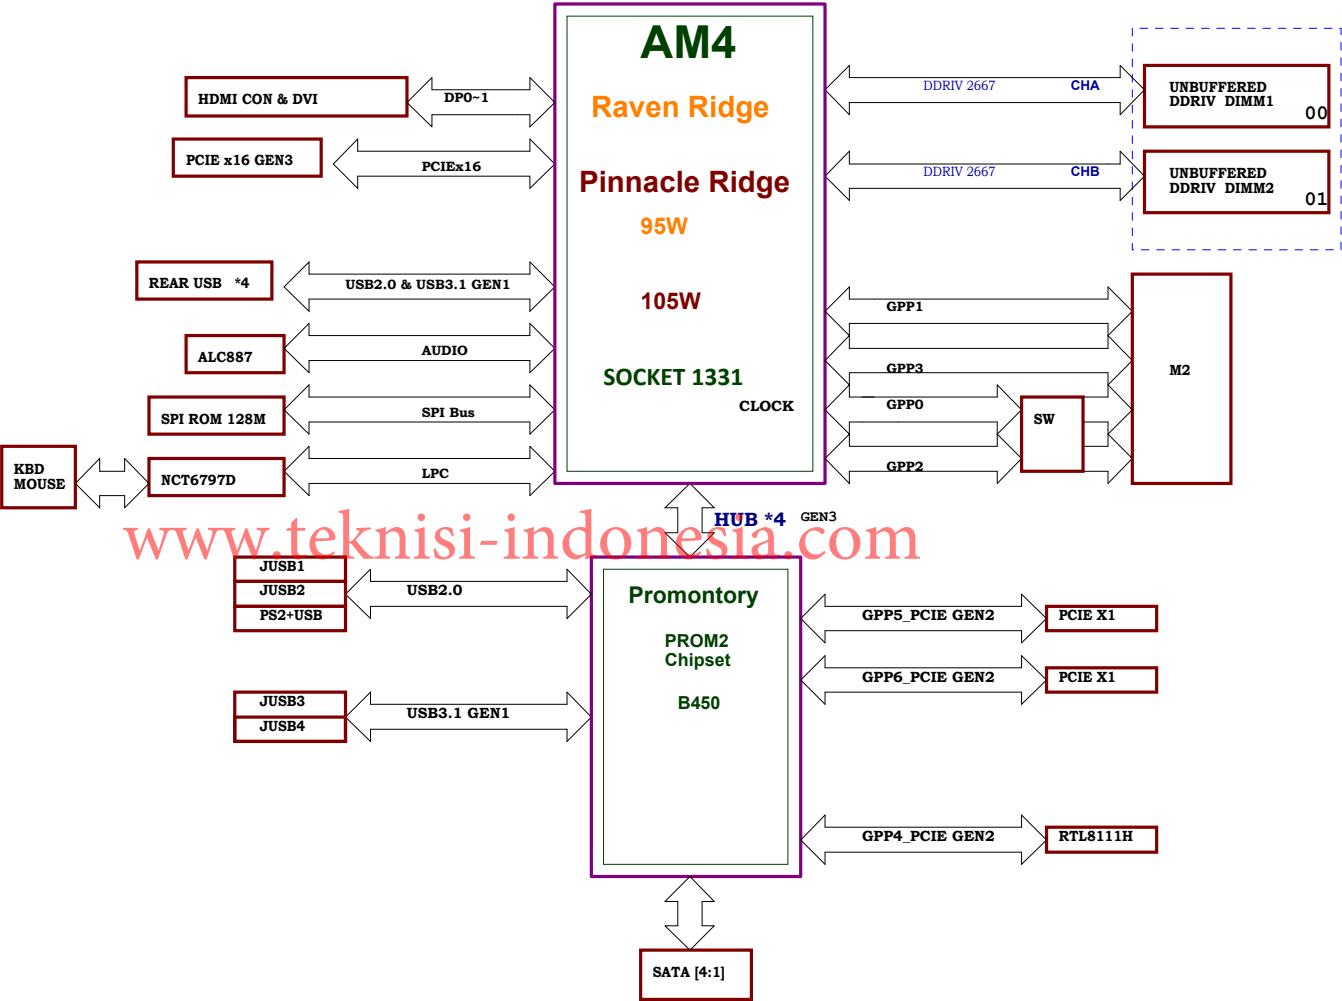 AM4
Raven Ridge
Pinnacle Ridge
95W
105W
SOCKET 1331
CLOCK
HDMI CON & DVI
DP0~1
PCIE x16 GEN3
PCIEx16
REAR USB *4
USB2.0 & USB3.1 GEN1
ALC887
AUDIO
SPI ROM 128M
SPI Bus
KBD
MOUSE
NCT6797D
LPC
DDRIV 2667 CHA
UNBUFFERED
DDRIV DIMM1
00
DDRIV 2667 CHB
UNBUFFERED
DDRIV DIMM2
01
GPP1
GPP3
GPP0
GPP2
SW
M2
HUB *4 GEN3
www.teknisi-indonesia.com
JUSB1
JUSB2
PS2+USB
USB2.0
JUSB3
JUSB4
USB3.1 GEN1
Promontory
PROM2
Chipset
B450
GPP5_PCIE GEN2
PCIE X1
GPP6_PCIE GEN2
PCIE X1
GPP4_PCIE GEN2
RTL8111H
SATA [4:1]